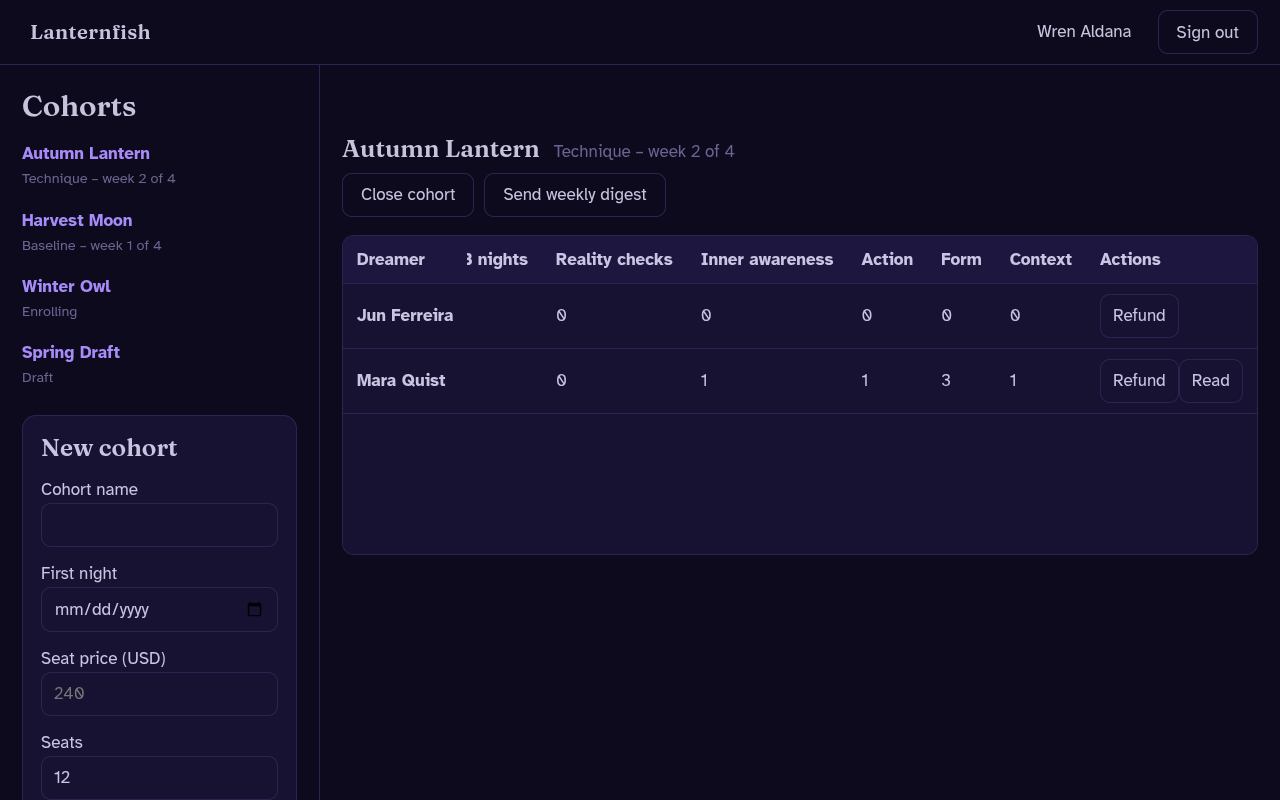 Lanternfish
Wren Aldana
Sign out
Cohorts
Autumn Lantern
Technique – week 2 of 4
Harvest Moon
Baseline – week 1 of 4
Winter Owl
Enrolling
Spring Draft
Draft
New cohort
Cohort name
First night
mm/dd/yyyy
Seat price (USD)
240
Seats
12
Autumn Lantern Technique – week 2 of 4
Close cohort Send weekly digest
Dreamer nights Reality checks Inner awareness Action Form Context Actions
Jun Ferreira 0 0 0 0 0 Refund
Mara Quist 0 1 1 3 1 Refund Read